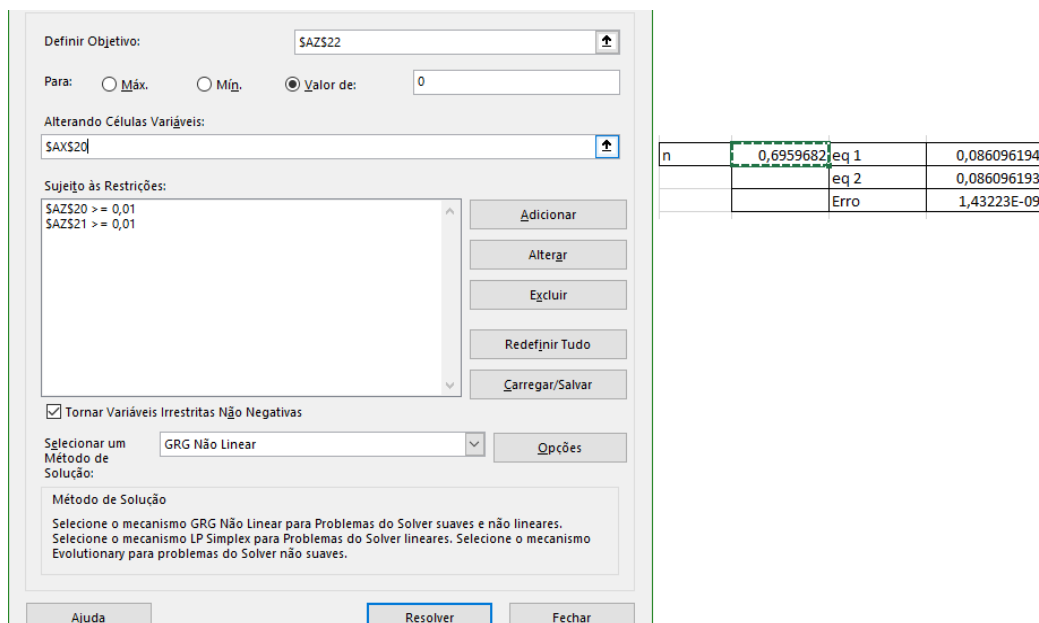 Definir Objetivo:
$AZ$22
Para:
Máx.
Mín.
Valor de:
0
Alterando Células Variáveis:
$AX$20
Sujeito às Restrições:
$AZ$20 >= 0,01
$AZ$21 >= 0,01
Adicionar
Alterar
Excluir
Redefinir Tudo
Carregar/Salvar
Tornar Variáveis Irrestritas Não Negativas
Selecionar um
Método de
Solução:
GRG Não Linear
Opções
Método de Solução
Selecione o mecanismo GRG Não Linear para Problemas do Solver suaves e não lineares.
Selecione o mecanismo LP Simplex para Problemas do Solver lineares. Selecione o mecanismo
Evolutionary para problemas do Solver não suaves.
Ajuda
Resolver
Fechar
n 0,6959682 eq 1 0,086096194
eq 2 0,086096193
Erro 1,43223E-09